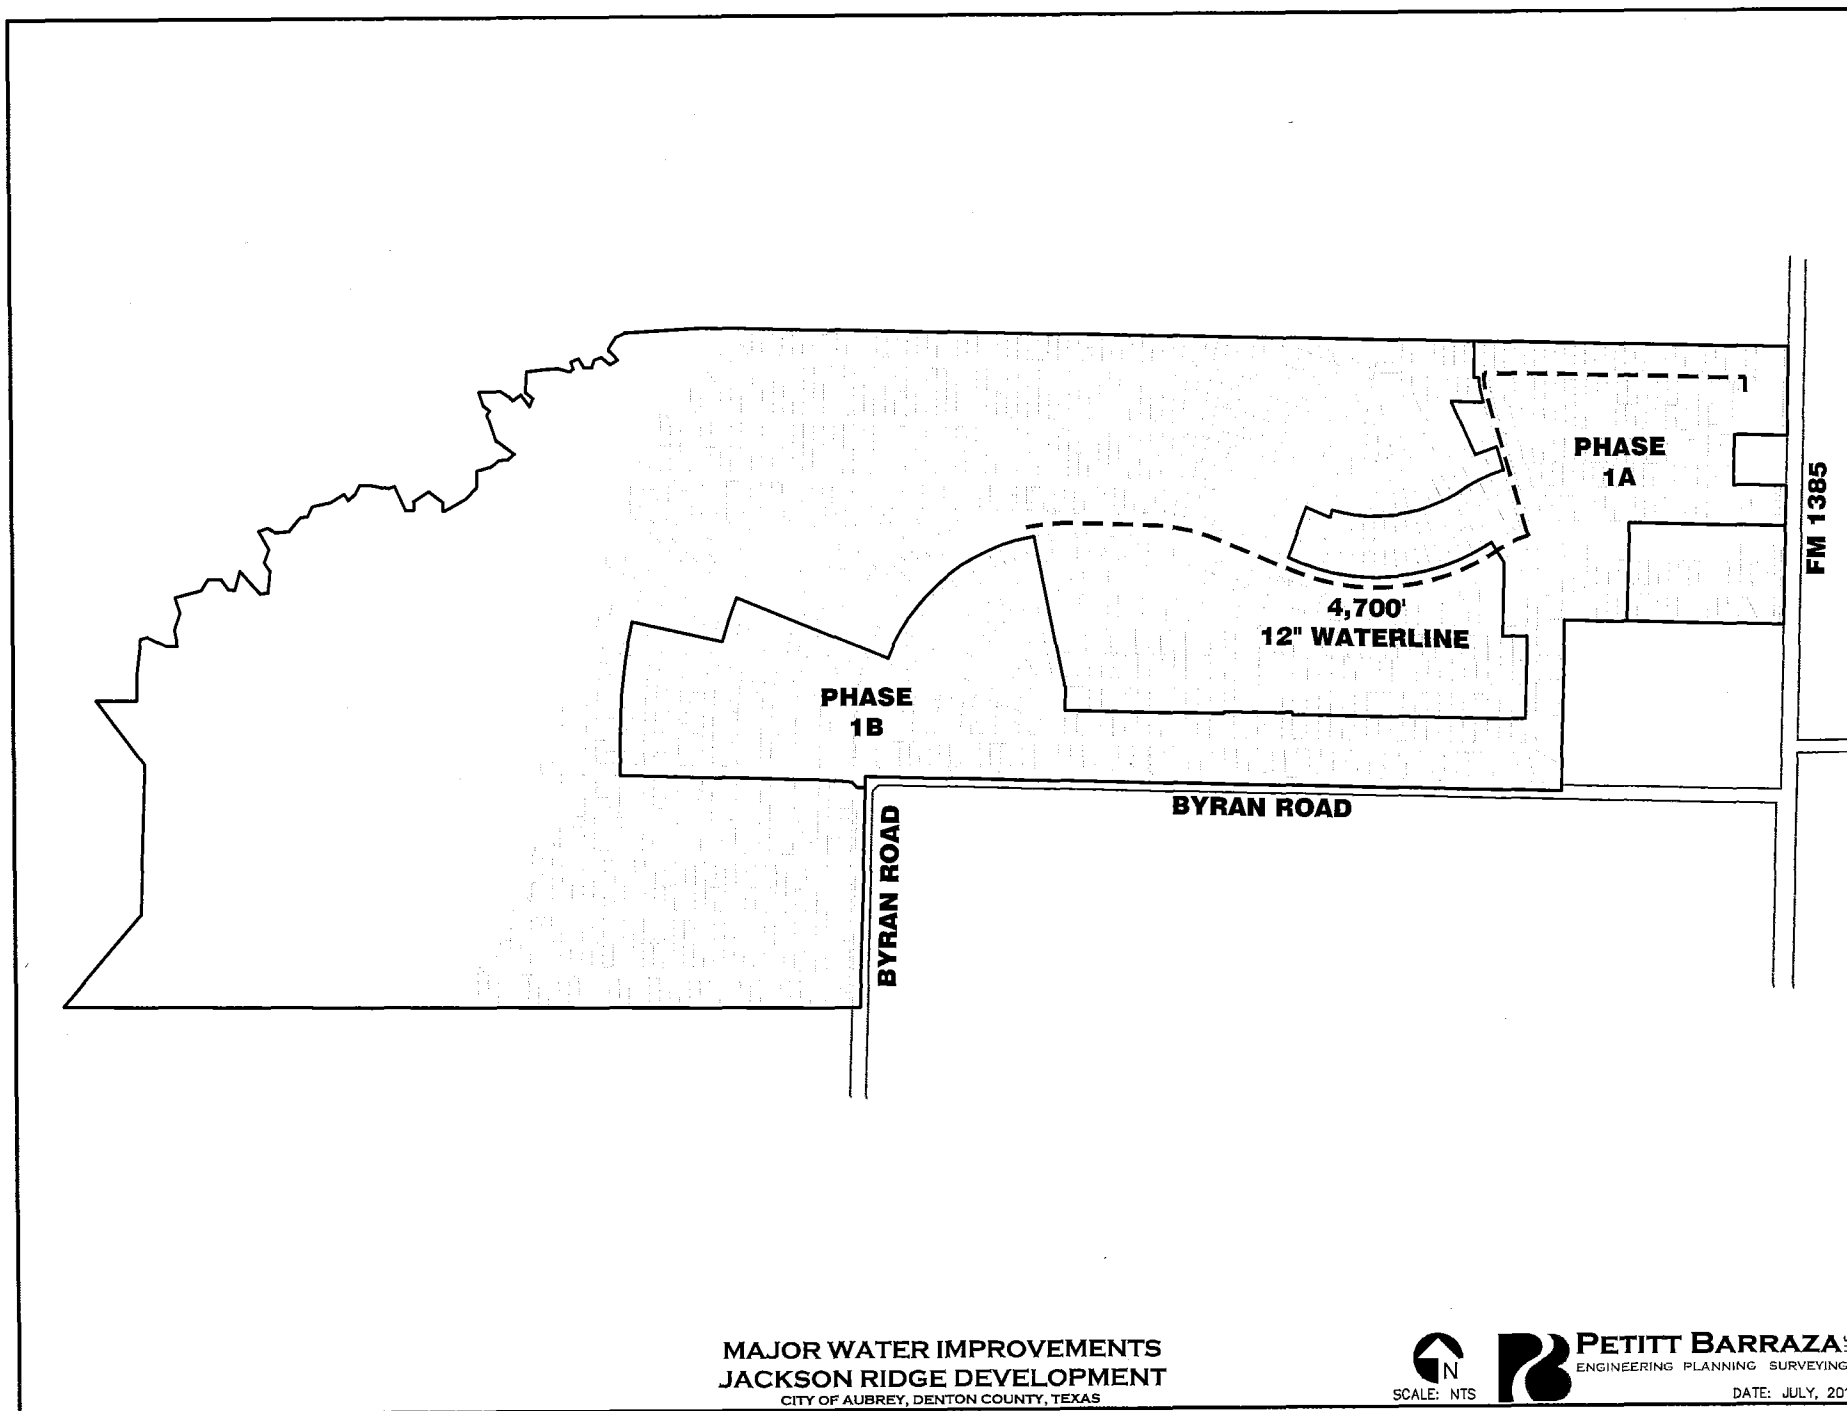 PHASE
1A
FM 1385
4,700'
12" WATERLINE
PHASE
1B
BYRAN ROAD
BYRAN ROAD
MAJOR WATER IMPROVEMENTS
JACKSON RIDGE DEVELOPMENT
CITY OF AUBREY, DENTON COUNTY, TEXAS
N
SCALE: NTS
PETITT BARRAZA
ENGINEERING PLANNING SURVEYING
DATE: JULY,